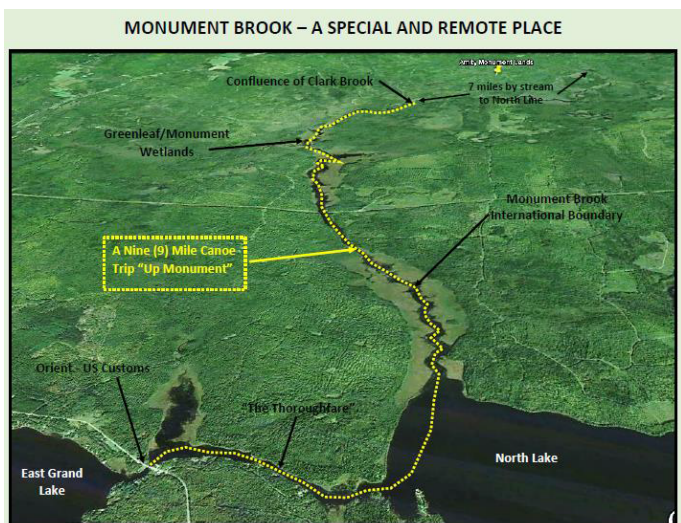 MONUMENT BROOK – A SPECIAL AND REMOTE PLACE
Amity Monument Lands
Confluence of Clark Brook
7 miles by stream
to North Line
Greenleaf/Monument
Wetlands
Monument Brook
International Boundary
A Nine (9) Mile Canoe
Trip “Up Monument”
Orient - US Customs
“The Thoroughfare”
East Grand
Lake
North Lake